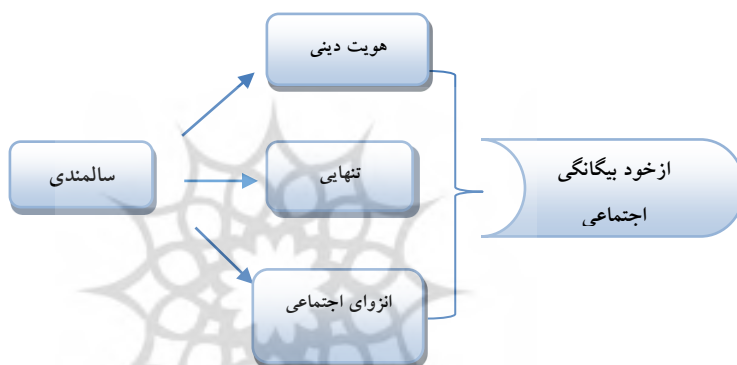 هویت دینی
سالمندی
تنهایی
ازخود بیگانگی
اجتماعی
انزوای اجتماعی